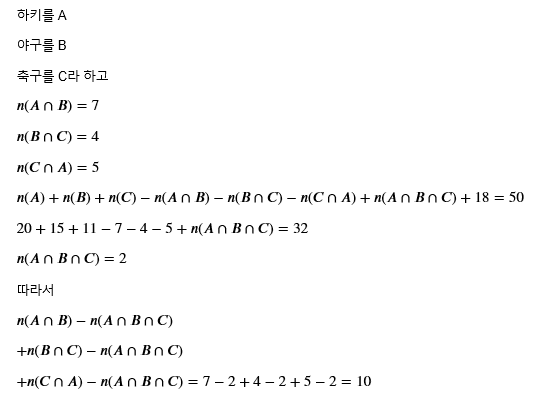 하키를 A
야구를 B
축구를 C라 하고
n(A ∩ B) = 7
n(B ∩ C) = 4
n(C ∩ A) = 5
n(A) + n(B) + n(C) − n(A ∩ B) − n(B ∩ C) − n(C ∩ A) + n(A ∩ B ∩ C) + 18 = 50
20 + 15 + 11 − 7 − 4 − 5 + n(A ∩ B ∩ C) = 32
n(A ∩ B ∩ C) = 2
따라서
n(A ∩ B) − n(A ∩ B ∩ C)
+n(B ∩ C) − n(A ∩ B ∩ C)
+n(C ∩ A) − n(A ∩ B ∩ C) = 7 − 2 + 4 − 2 + 5 − 2 = 10